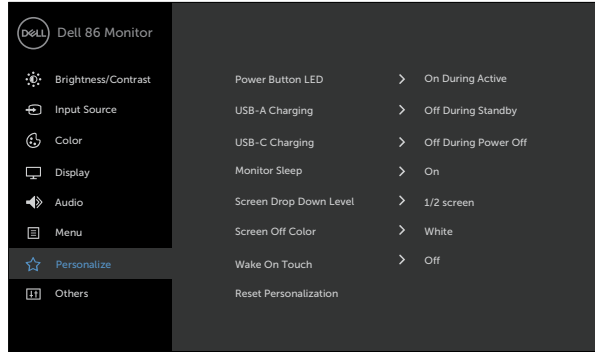 DELL Dell 86 Monitor
Brightness/Contrast
Input Source
Color
Display
Audio
Menu
Personalize
Others
Power Button LED > On During Active
USB-A Charging > Off During Standby
USB-C Charging > Off During Power Off
Monitor Sleep > On
Screen Drop Down Level > 1/2 screen
Screen Off Color > White
Wake On Touch > Off
Reset Personalization